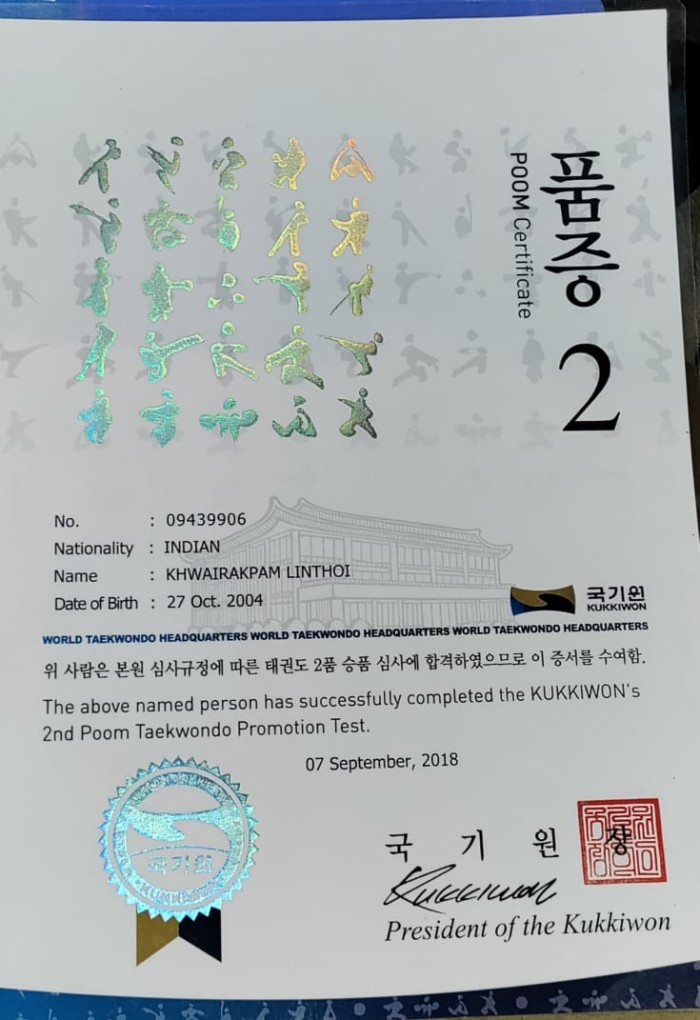 품증
POOM Certificate
2
No. : 09439906
Nationality : INDIAN
Name : KHWAIRAKPAM LINTHOI
Date of Birth : 27 Oct. 2004
국기원
KUKKIWON
WORLD TAEKWONDO HEADQUARTERS WORLD TAEKWONDO HEADQUARTERS WORLD TAEKWONDO HEADQUARTERS
위 사람은 본원 심사규정에 따른 태권도 2품 승품 심사에 합격하였으므로 이 증서를 수여함.
The above named person has successfully completed the KUKKIWON's
2nd Poom Taekwondo Promotion Test.
07 September, 2018
국기원
국 기 원 장
Kukkiwon
President of the Kukkiwon